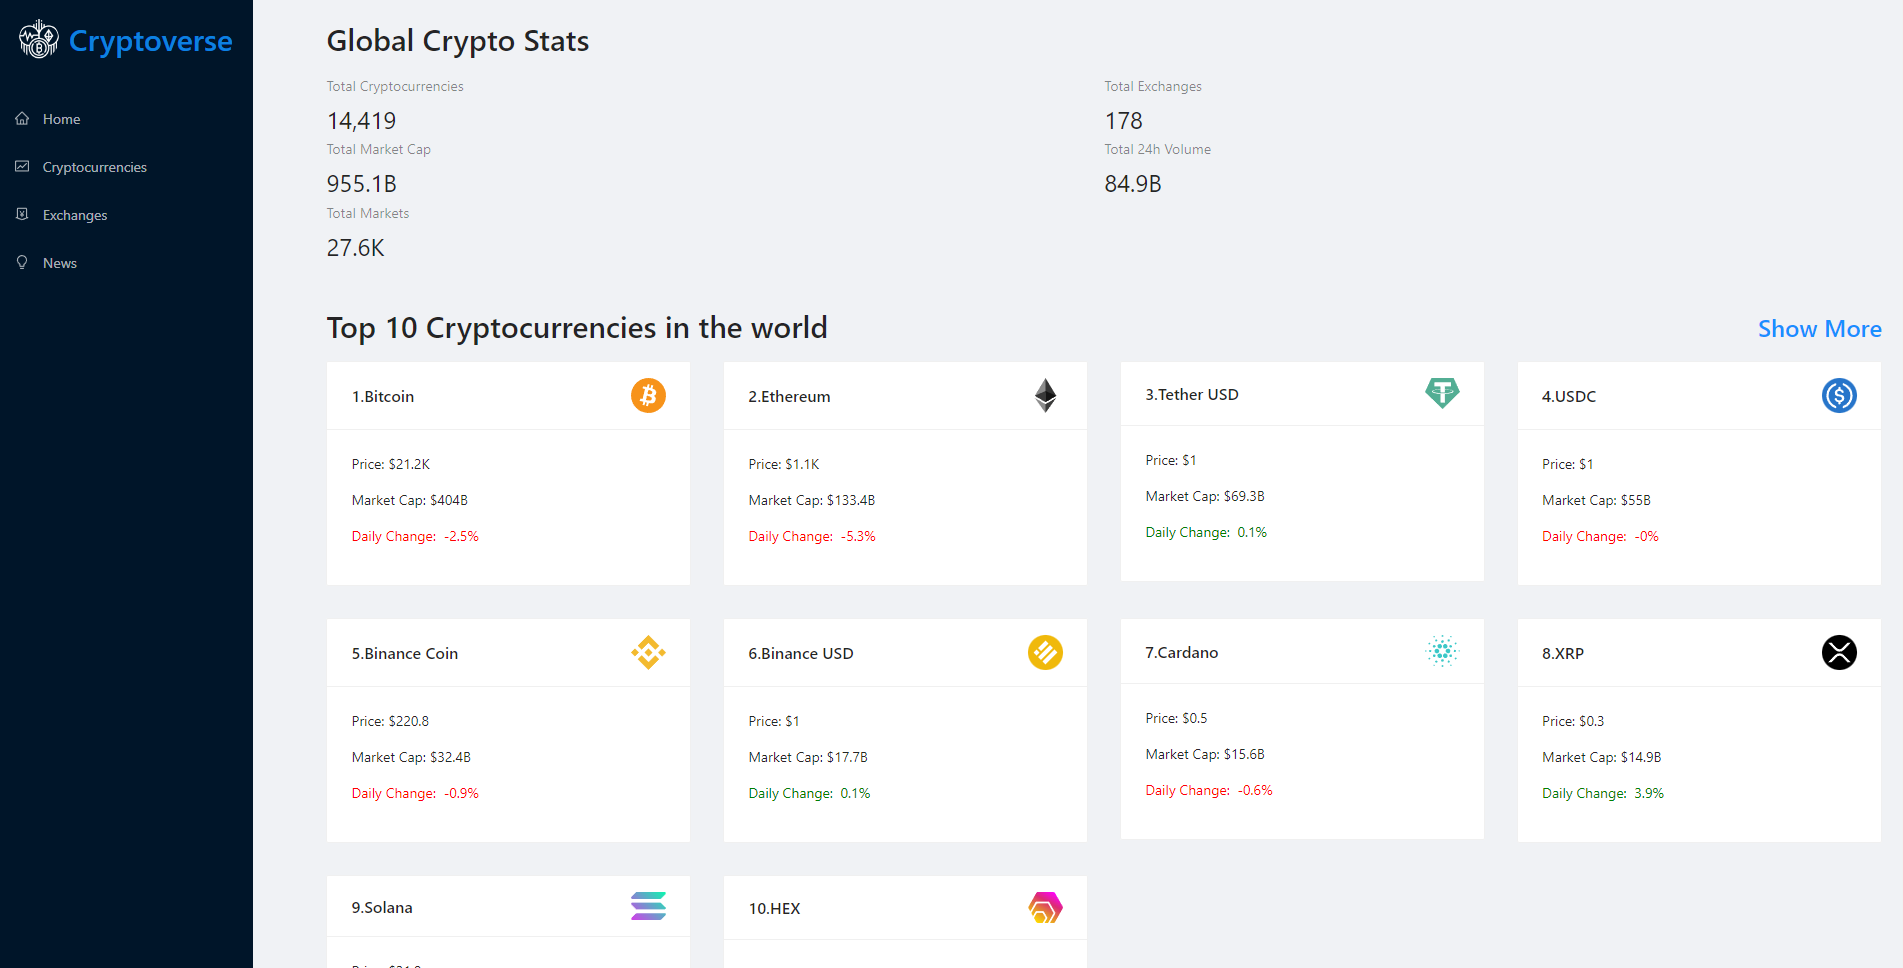 Cryptoverse
Home
Cryptocurrencies
Exchanges
News
Global Crypto Stats
Total Cryptocurrencies
14,419
Total Exchanges
178
Total Market Cap
955.1B
Total 24h Volume
84.9B
Total Markets
27.6K
Top 10 Cryptocurrencies in the world
Show More
1.Bitcoin
Price: $21.2K
Market Cap: $404B
Daily Change: -2.5%
2.Ethereum
Price: $1.1K
Market Cap: $133.4B
Daily Change: -5.3%
3.Tether USD
Price: $1
Market Cap: $69.3B
Daily Change: 0.1%
4.USDC
Price: $1
Market Cap: $55B
Daily Change: -0%
5.Binance Coin
Price: $220.8
Market Cap: $32.4B
Daily Change: -0.9%
6.Binance USD
Price: $1
Market Cap: $17.7B
Daily Change: 0.1%
7.Cardano
Price: $0.5
Market Cap: $15.6B
Daily Change: -0.6%
8.XRP
Price: $0.3
Market Cap: $14.9B
Daily Change: 3.9%
9.Solana
10.HEX